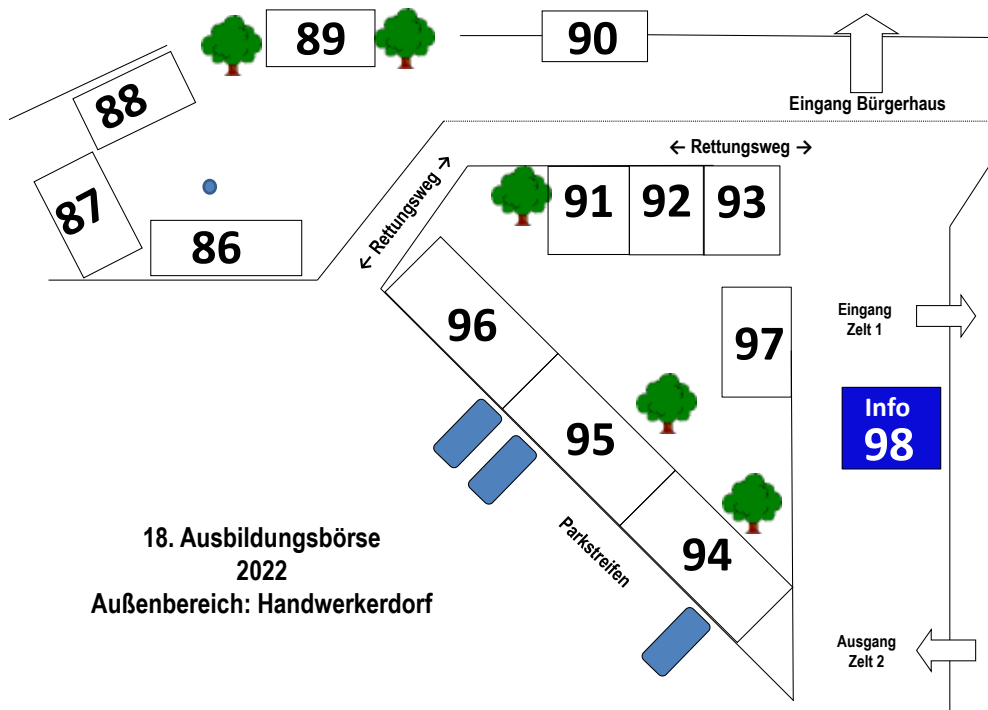 89
90
88
Eingang Bürgerhaus
← Rettungsweg →
← Rettungsweg →
87
91
92
93
86
96
Eingang
Zelt 1
97
Info
98
95
Parkstreifen
94
18. Ausbildungsbörse
2022
Außenbereich: Handwerkerdorf
Ausgang
Zelt 2